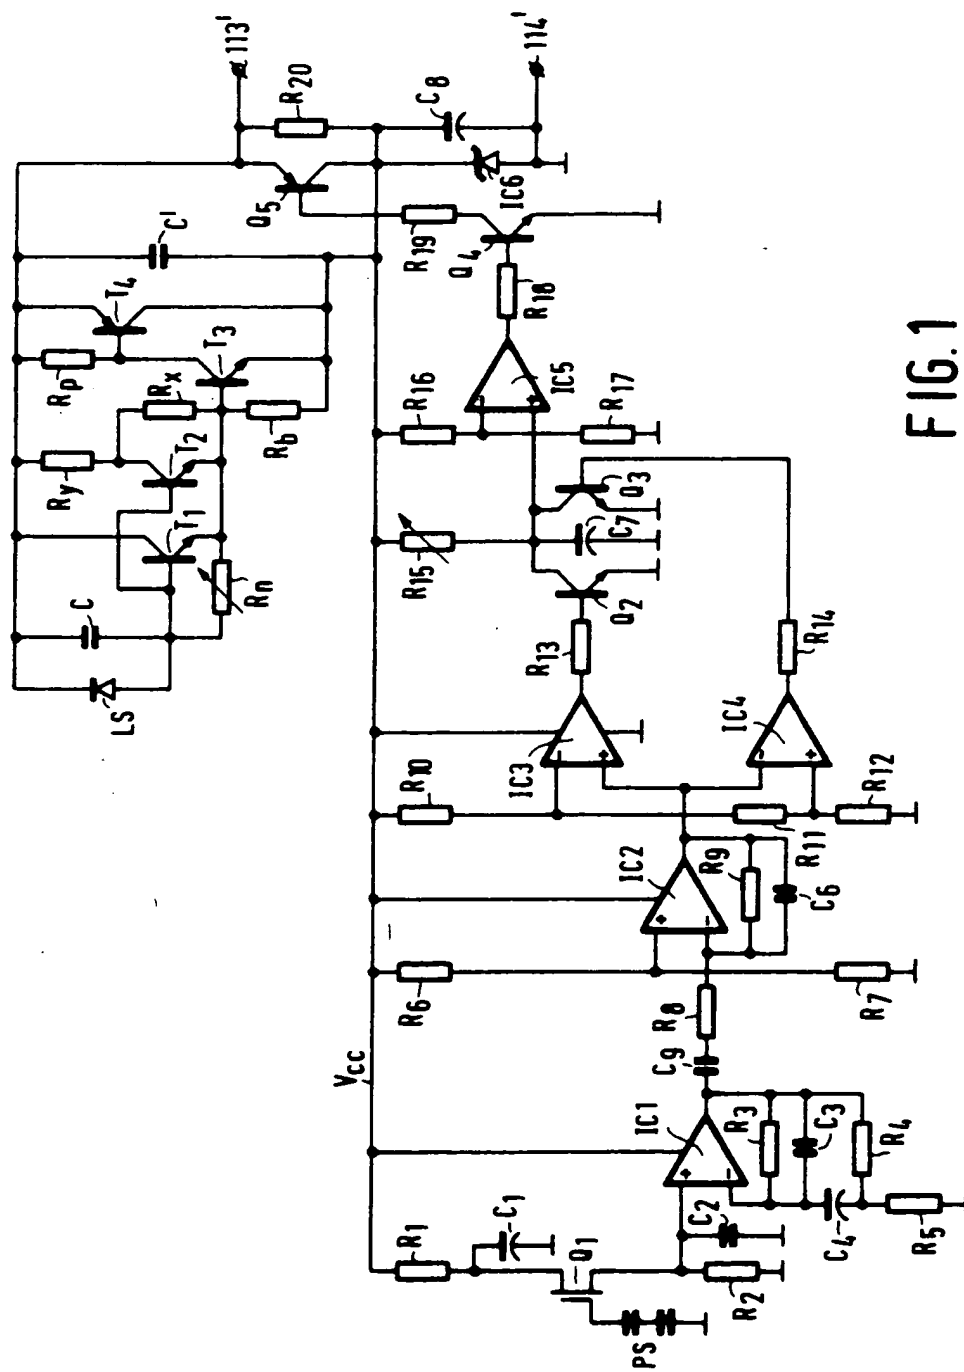 113'
114'
R20
C8
Q5
IC6
C'
R19
Q4
T4
R18
Rp
T3
IC5
Rx
R16
R17
Rb
T2
Ry
Q3
T1
C7
R15
Rn
Q2
C
R13
R14
LS
IC3
IC4
R10
R12
R11
IC2
R9
C6
R6
R8
R7
Vcc
C9
IC1
R3
C3
R4
R1
C1
C2
C4
R5
Q1
R2
PS
+
-
+
-
-
+
-
+
-
+
FIG.1